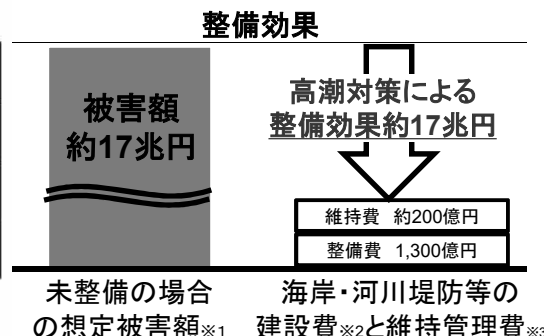 整備効果
被害額
約17兆円
高潮対策による
整備効果約17兆円
維持費 約200億円
整備費 1,300億円
未整備の場合
の想定被害額※1
海岸・河川堤防等の
建設費※2と維持管理費※3